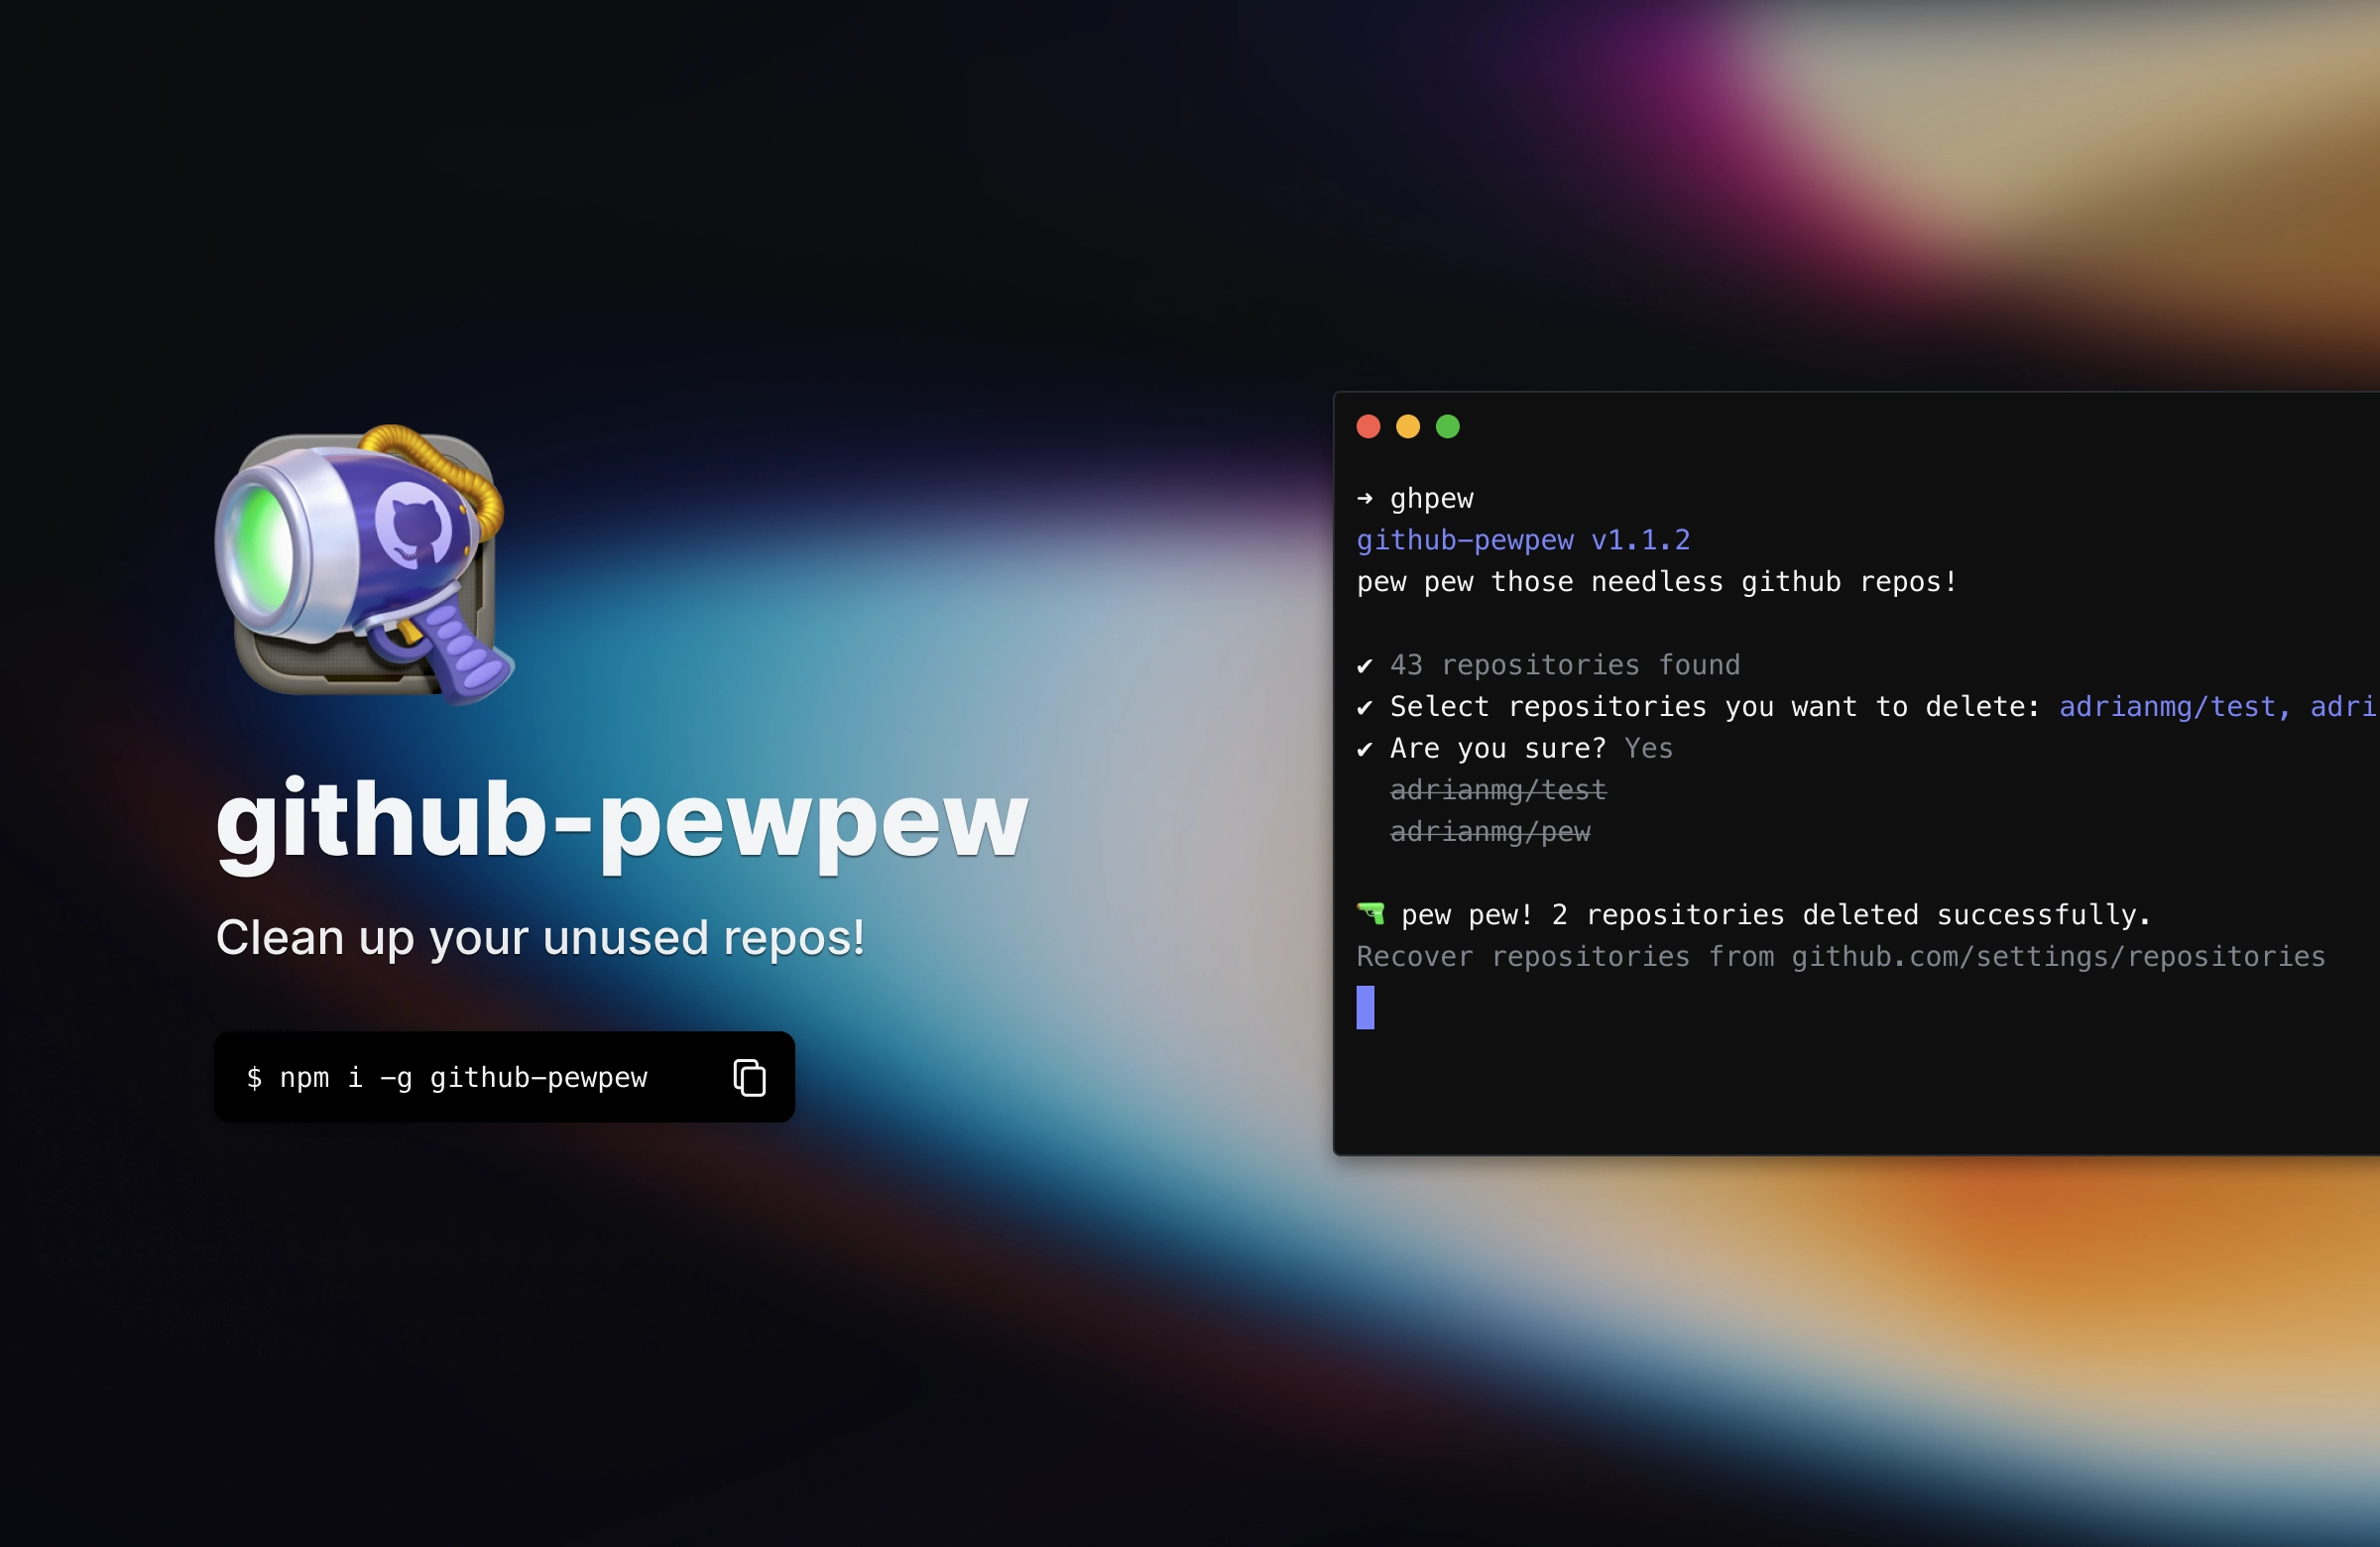 github-pewpew
Clean up your unused repos!
$ npm i -g github-pewpew
➜ ghpew
github-pewpew v1.1.2
pew pew those needless github repos!
✔ 43 repositories found
✔ Select repositories you want to delete: adrianmg/test, adri
✔ Are you sure? Yes
adrianmg/test
adrianmg/pew
🔫 pew pew! 2 repositories deleted successfully.
Recover repositories from github.com/settings/repositories